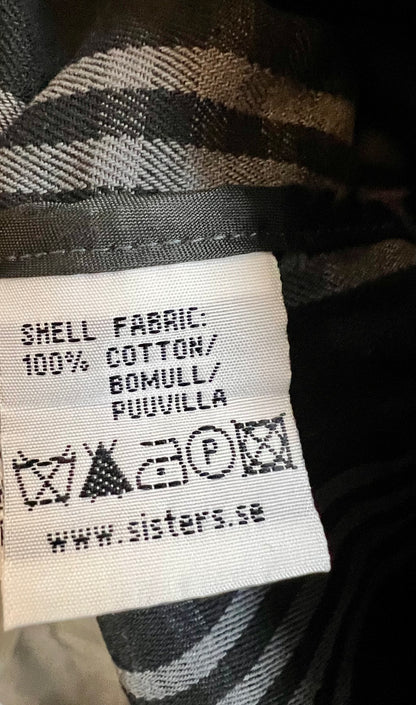 SHELL FABRIC:
100% COTTON/
BOMULL/
PUUVILLA
P
www.sisters.se